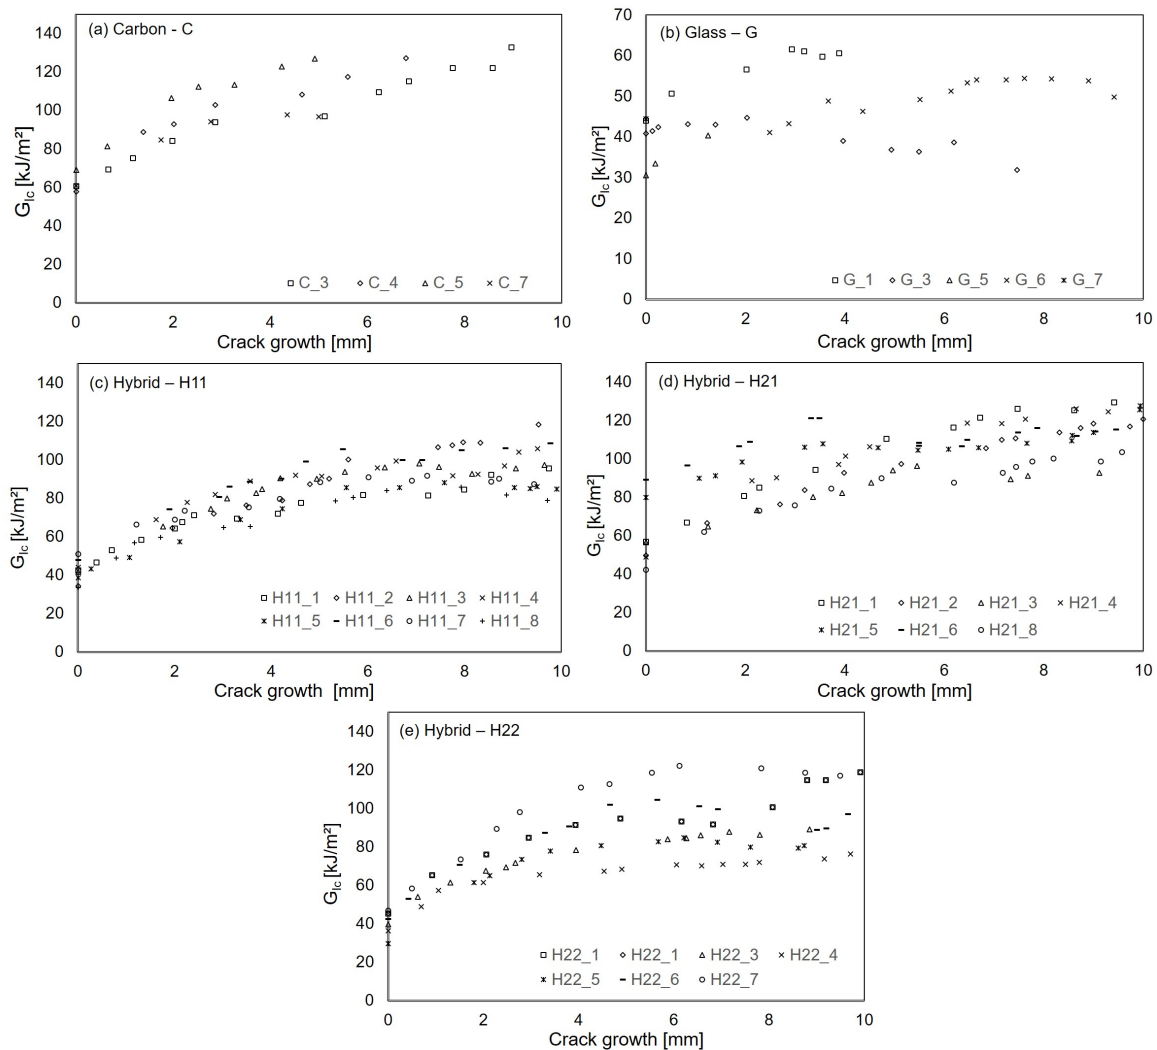 (a) Carbon - C
140
120
100
80
60
40
20
0
G_Ic [kJ/m²]
C_3 C_4 C_5 C_7
0 2 4 6 8 10
Crack growth [mm]
(b) Glass – G
70
60
50
40
30
20
10
0
G_Ic [kJ/m²]
G_1 G_3 G_5 G_6 G_7
0 2 4 6 8 10
Crack growth [mm]
(c) Hybrid – H11
140
120
100
80
60
40
20
0
G_Ic [kJ/m²]
H11_1 H11_2 H11_3 H11_4
H11_5 H11_6 H11_7 H11_8
0 2 4 6 8 10
Crack growth [mm]
(d) Hybrid – H21
140
120
100
80
60
40
20
0
G_Ic [kJ/m²]
H21_1 H21_2 H21_3 H21_4
H21_5 H21_6 H21_8
0 2 4 6 8 10
Crack growth [mm]
(e) Hybrid – H22
140
120
100
80
60
40
20
0
G_Ic [kJ/m²]
H22_1 H22_1 H22_3 H22_4
H22_5 H22_6 H22_7
0 2 4 6 8 10
Crack growth [mm]